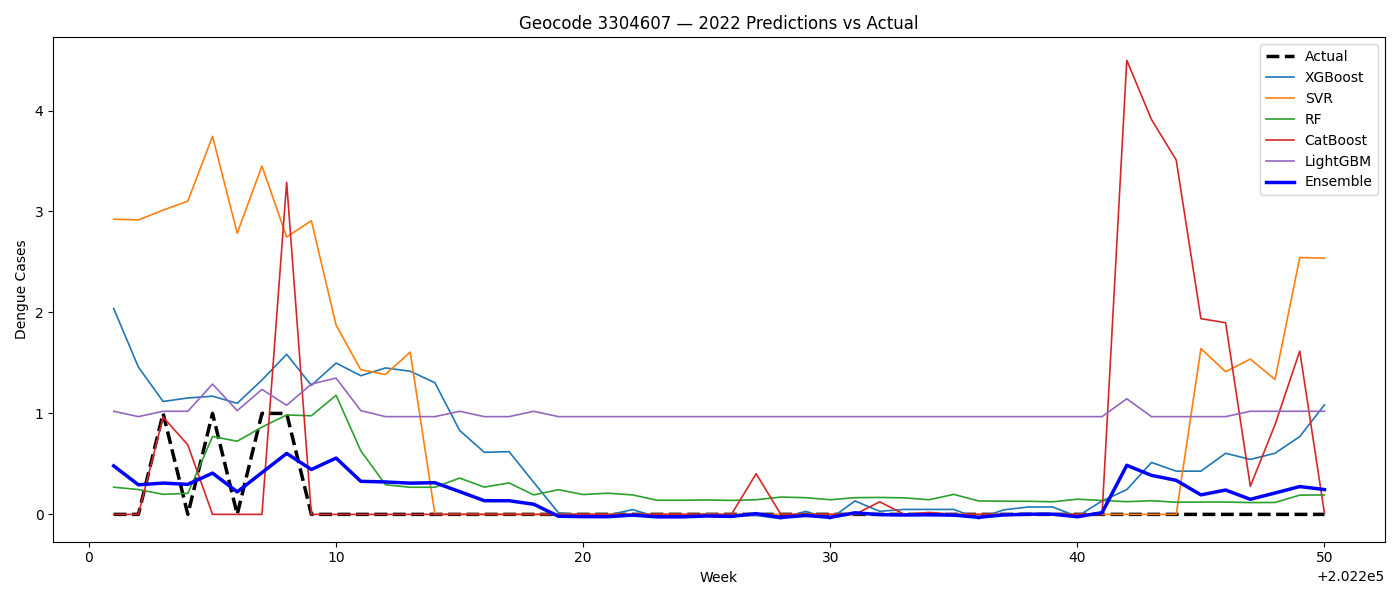 Geocode 3304607 — 2022 Predictions vs Actual
Dengue Cases
4
3
2
1
0
Actual
XGBoost
SVR
RF
CatBoost
LightGBM
Ensemble
0 10 20 30 40 50
Week
+2.022e5